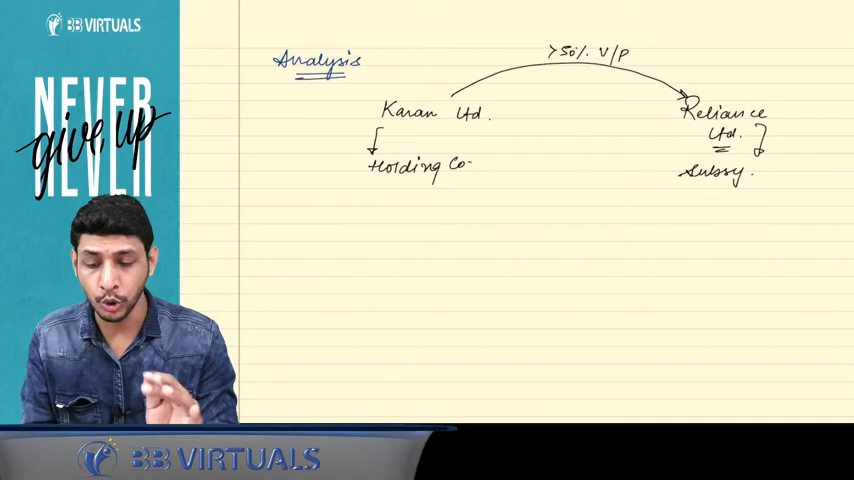 BB VIRTUALS
NEVER
give up
NEVER
Analysis
>50% V/P
Karan Ltd.
Reliance
Ltd.
Holding Co-
Subsy.
BB VIRTUALS